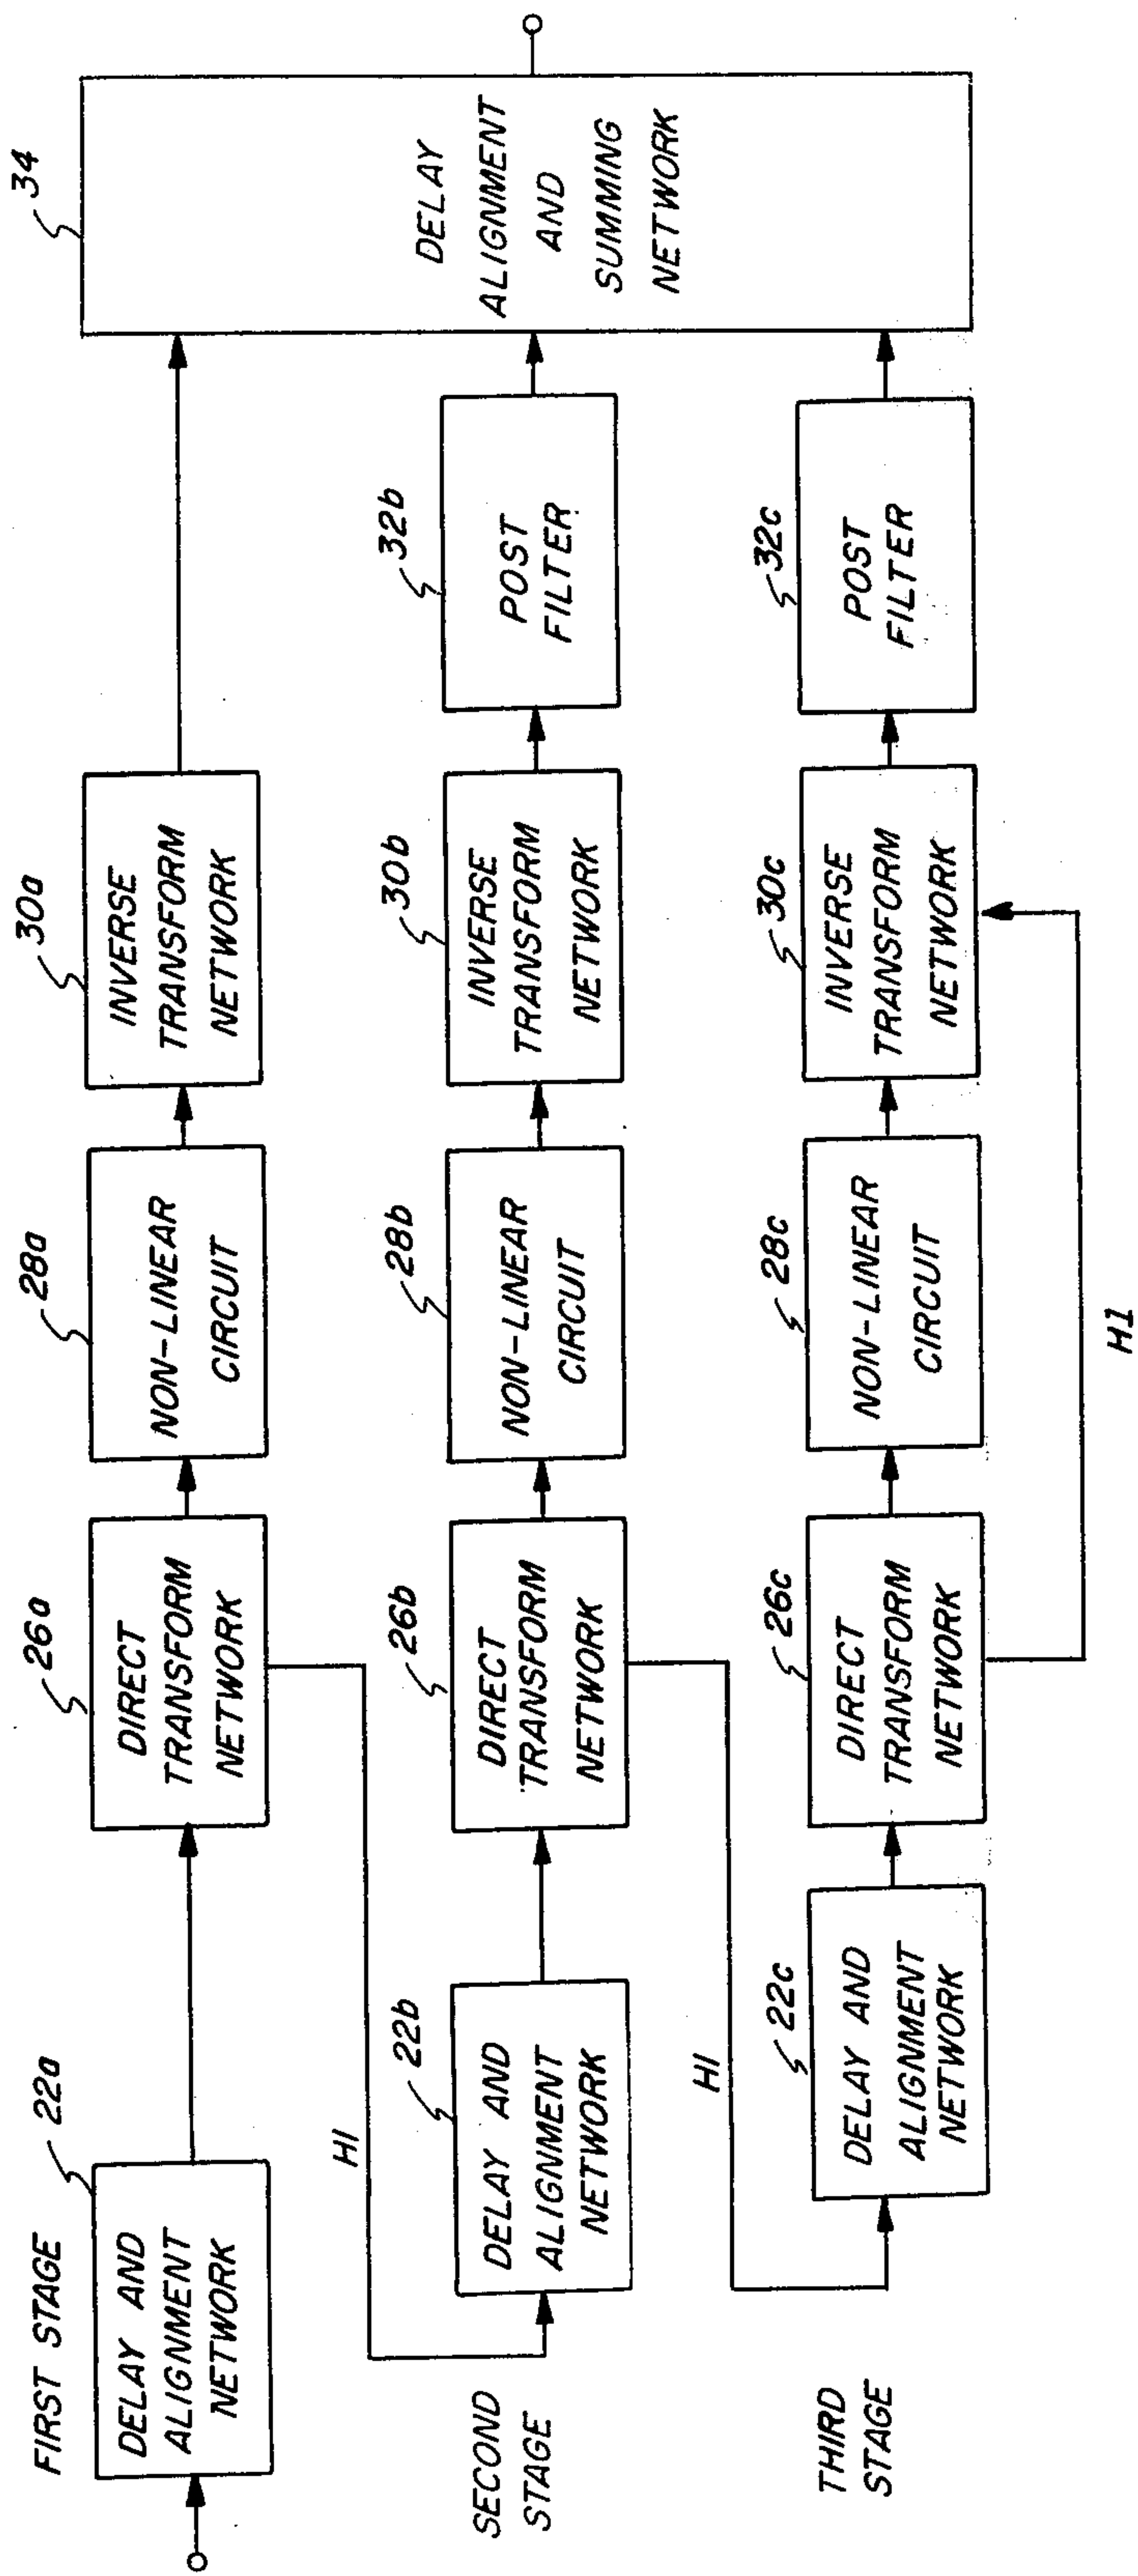 FIRST STAGE
22a
DELAY AND
ALIGNMENT
NETWORK
26a
DIRECT
TRANSFORM
NETWORK
28a
NON-LINEAR
CIRCUIT
30a
INVERSE
TRANSFORM
NETWORK
34
DELAY
ALIGNMENT
AND
SUMMING
NETWORK
H1
SECOND
STAGE
22b
DELAY AND
ALIGNMENT
NETWORK
26b
DIRECT
TRANSFORM
NETWORK
28b
NON-LINEAR
CIRCUIT
30b
INVERSE
TRANSFORM
NETWORK
32b
POST
FILTER
H1
THIRD
STAGE
22c
DELAY AND
ALIGNMENT
NETWORK
26c
DIRECT
TRANSFORM
NETWORK
28c
NON-LINEAR
CIRCUIT
30c
INVERSE
TRANSFORM
NETWORK
32c
POST
FILTER
H1